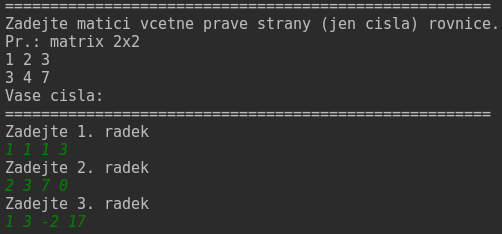 ======================================================
Zadejte matici vcetne prave strany (jen cisla) rovnice.
Pr.: matrix 2x2
1 2 3
3 4 7
Vase cisla:
======================================================
Zadejte 1. radek
1 1 1 3
Zadejte 2. radek
2 3 7 0
Zadejte 3. radek
1 3 -2 17